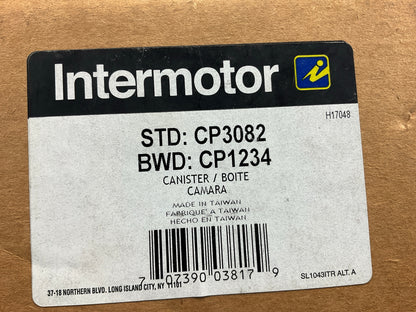 Intermotor i
H17048
STD: CP3082
BWD: CP1234
CANISTER / BOITE
CAMARA
MADE IN TAIWAN
FABRIQUE' A TAIWAN
HECHO EN TAIWAN
7 07390 03817 9
37-18 NORTHERN BLVD. LONG ISLAND CITY, NY 11101
SL1043ITR ALT. A